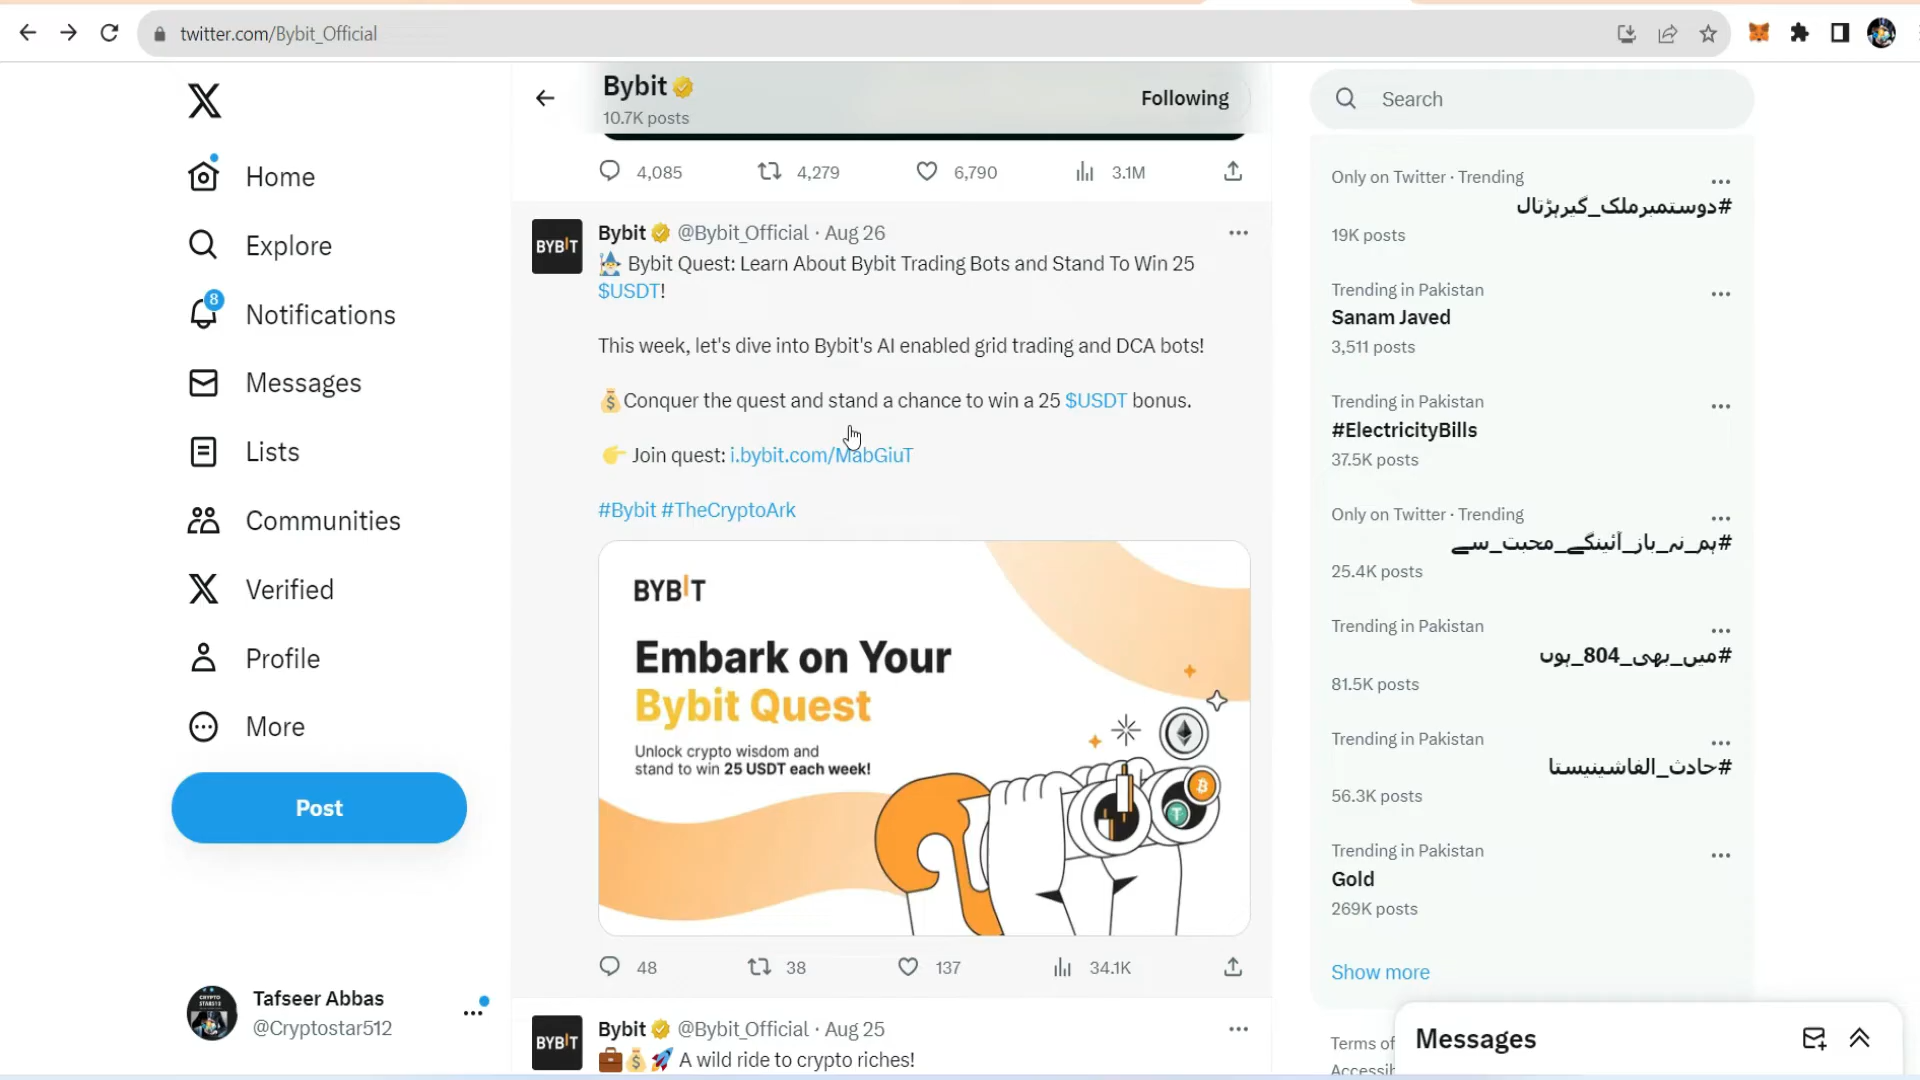 twitter.com/Bybit_Official
Home
Explore
8
Notifications
Messages
Lists
Communities
Verified
Profile
More
Post
Tafseer Abbas
@Cryptostar512
Bybit
10.7K posts
Following
4,085 4,279 6,790 3.1M
BYBIT
Bybit @Bybit_Official · Aug 26
Bybit Quest: Learn About Bybit Trading Bots and Stand To Win 25
$USDT!
This week, let's dive into Bybit's AI enabled grid trading and DCA bots!
Conquer the quest and stand a chance to win a 25 $USDT bonus.
Join quest: i.bybit.com/MabGiuT
#Bybit #TheCryptoArk
BYBIT
Embark on Your
Bybit Quest
Unlock crypto wisdom and
stand to win 25 USDT each week!
48 38 137 34.1K
BYBIT
Bybit @Bybit_Official · Aug 25
A wild ride to crypto riches!
Search
Only on Twitter · Trending
#دوستمبرملک_گیرہڑتال
19K posts
Trending in Pakistan
Sanam Javed
3,511 posts
Trending in Pakistan
#ElectricityBills
37.5K posts
Only on Twitter · Trending
#ہم_نہ_باز_آئینگے_محبت_سے
25.4K posts
Trending in Pakistan
#میں_بھی_804_ہوں
81.5K posts
Trending in Pakistan
#حادث_الفاشينيستا
56.3K posts
Trending in Pakistan
Gold
269K posts
Show more
Terms of
Messages